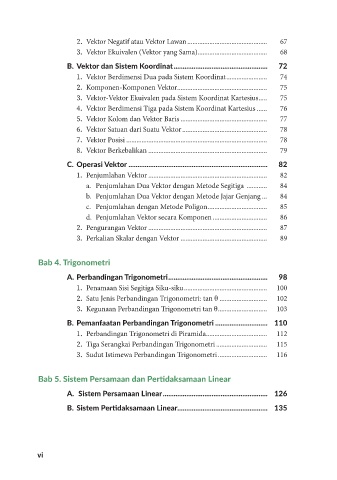 2. Vektor Negatif atau Vektor Lawan ............................................. 67
3. Vektor Ekuivalen (Vektor yang Sama)....................................... 68
B. Vektor dan Sistem Koordinat ............................................... 72
1. Vektor Berdimensi Dua pada Sistem Koordinat....................... 74
2. Komponen-Komponen Vektor................................................... 75
3. Vektor-Vektor Ekuivalen pada Sistem Koordinat Kartesius..... 75
4. Vektor Berdimensi Tiga pada Sistem Koordinat Kartesius ...... 76
5. Vektor Kolom dan Vektor Baris ................................................. 77
6. Vektor Satuan dari Suatu Vektor ................................................ 78
7. Vektor Posisi ................................................................................ 78
8. Vektor Berkebalikan .................................................................... 79
C. Operasi Vektor ..................................................................... 82
1. Penjumlahan Vektor .................................................................... 82
a. Penjumlahan Dua Vektor dengan Metode Segitiga ............ 84
b. Penjumlahan Dua Vektor dengan Metode Jajar Genjang ... 84
c. Penjumlahan dengan Metode Poligon.................................. 85
d. Penjumlahan Vektor secara Komponen ............................... 86
2. Pengurangan Vektor .................................................................... 87
3. Perkalian Skalar dengan Vektor ................................................. 89
Bab 4. Trigonometri
A. Perbandingan Trigonometri.................................................. 98
1. Penamaan Sisi Segitiga Siku-siku............................................... 100
2. Satu Jenis Perbandingan Trigonometri: tan θ ........................... 102
3. Kegunaan Perbandingan Trigonometri tan θ............................ 103
B. Pemanfaatan Perbandingan Trigonometri .......................... 110
1. Perbandingan Trigonometri di Piramida................................... 112
2. Tiga Serangkai Perbandingan Trigonometri ............................. 115
3. Sudut Istimewa Perbandingan Trigonometri............................ 116
Bab 5. Sistem Persamaan dan Pertidaksamaan Linear
A. Sistem Persamaan Linear..................................................... 126
B. Sistem Pertidaksamaan Linear............................................. 135
vi